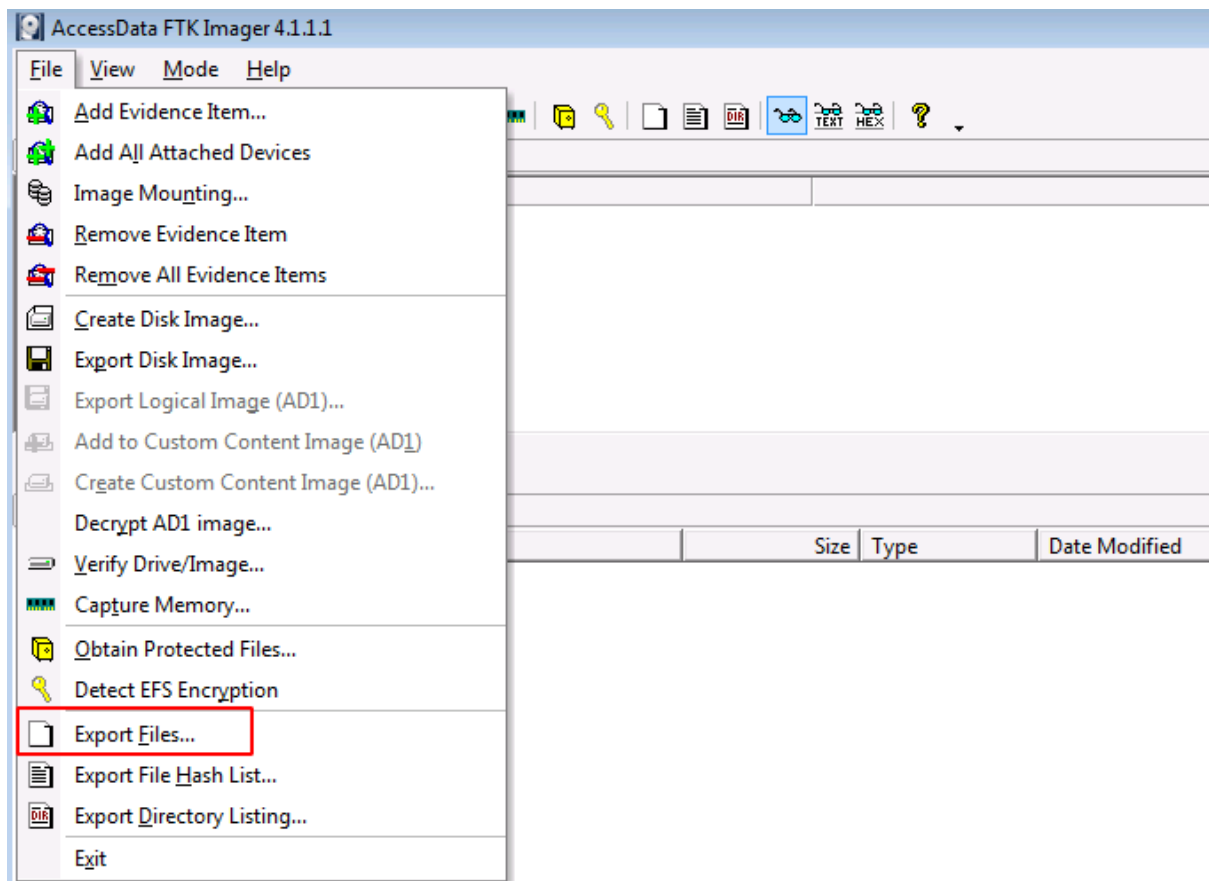 AccessData FTK Imager 4.1.1.1
File View Mode Help
Add Evidence Item...
TEXT HEX ?
DIR
Add All Attached Devices
Image Mounting...
Remove Evidence Item
Remove All Evidence Items
Create Disk Image...
Export Disk Image...
Export Logical Image (AD1)...
Add to Custom Content Image (AD1)
Create Custom Content Image (AD1)...
Decrypt AD1 image...
Size Type Date Modified
Verify Drive/Image...
Capture Memory...
Obtain Protected Files...
Detect EFS Encryption
Export Files...
Export File Hash List...
DIR Export Directory Listing...
Exit